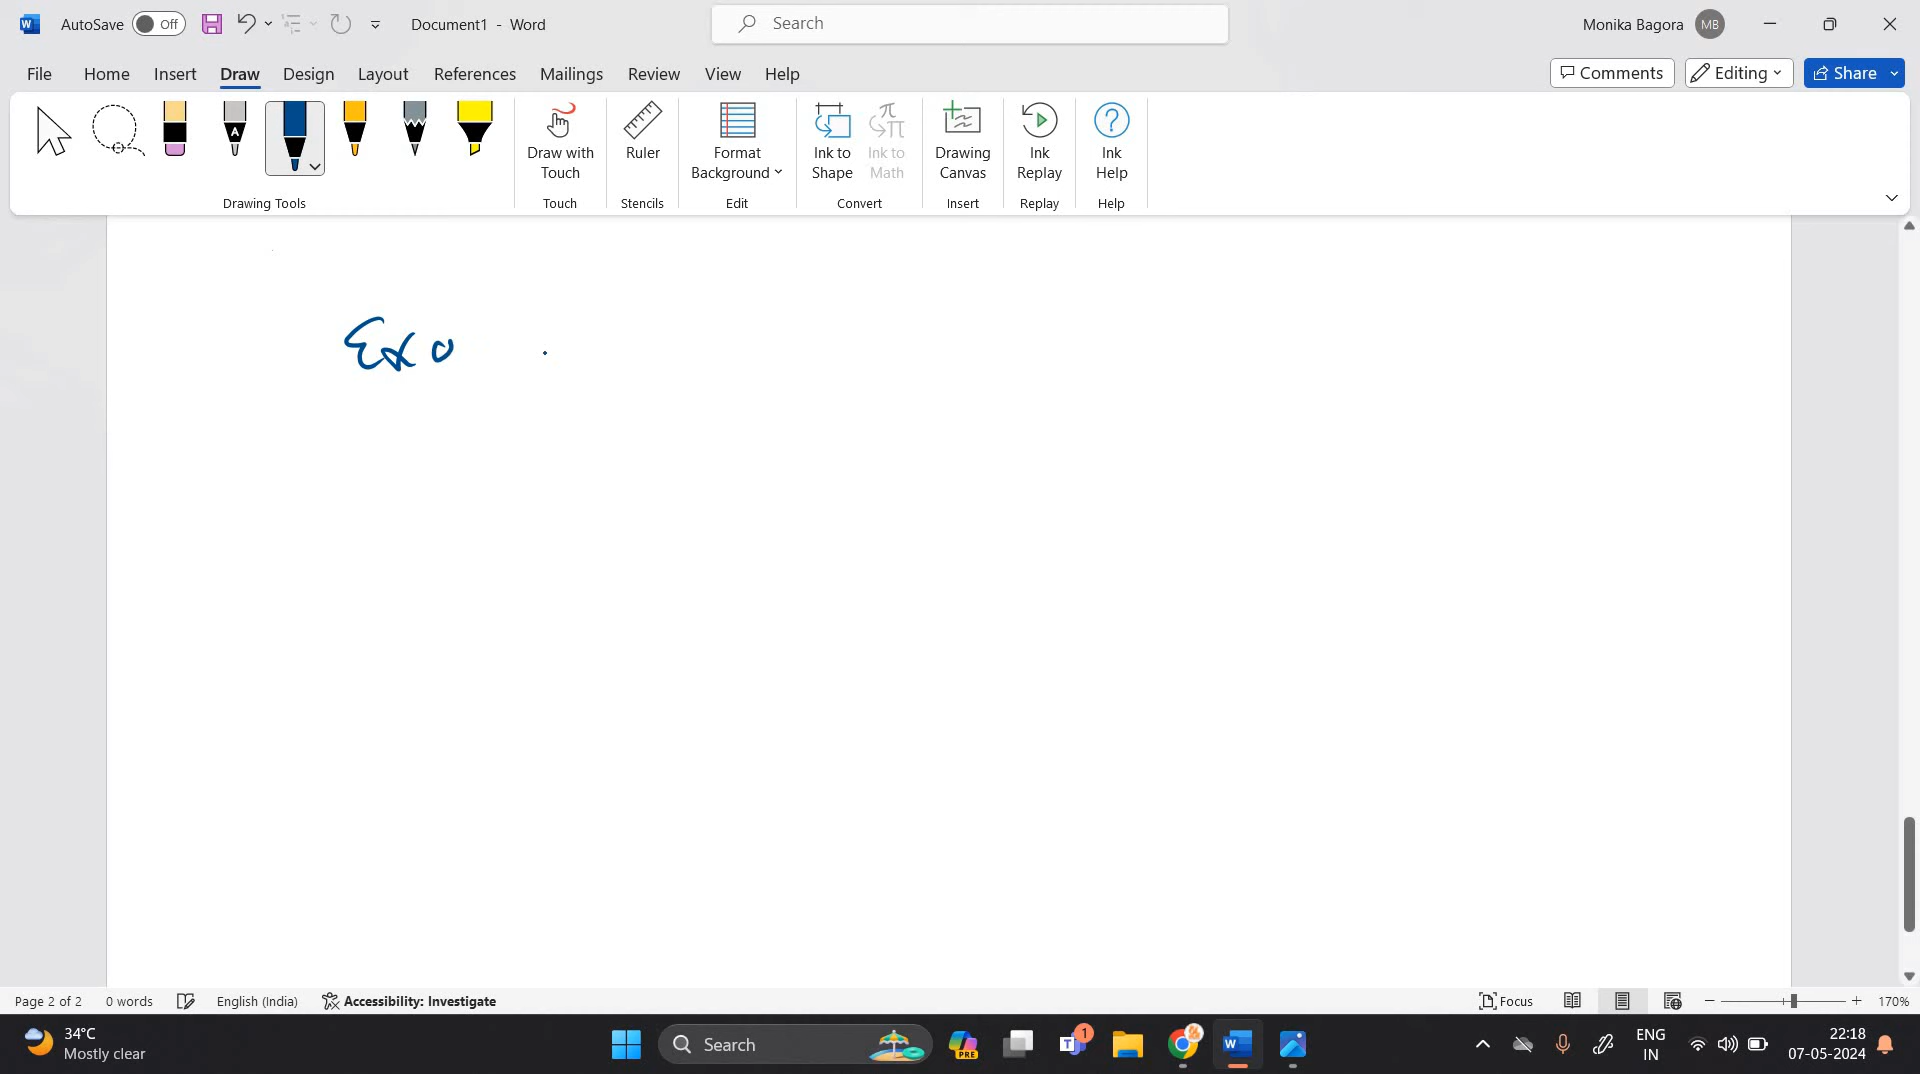 AutoSave Off Document1 - Word Search Monika Bagora MB
File Home Insert Draw Design Layout References Mailings Review View Help Comments Editing Share
A
Draw with Touch Ruler Format Background Ink to Shape Ink to Math Drawing Canvas Ink Replay Ink Help
Drawing Tools Touch Stencils Edit Convert Insert Replay Help
Exo
Page 2 of 2 0 words English (India) Accessibility: Investigate Focus 170%
34°C
Mostly clear
Search
PRE
T 1
W
ENG
IN
22:18
07-05-2024